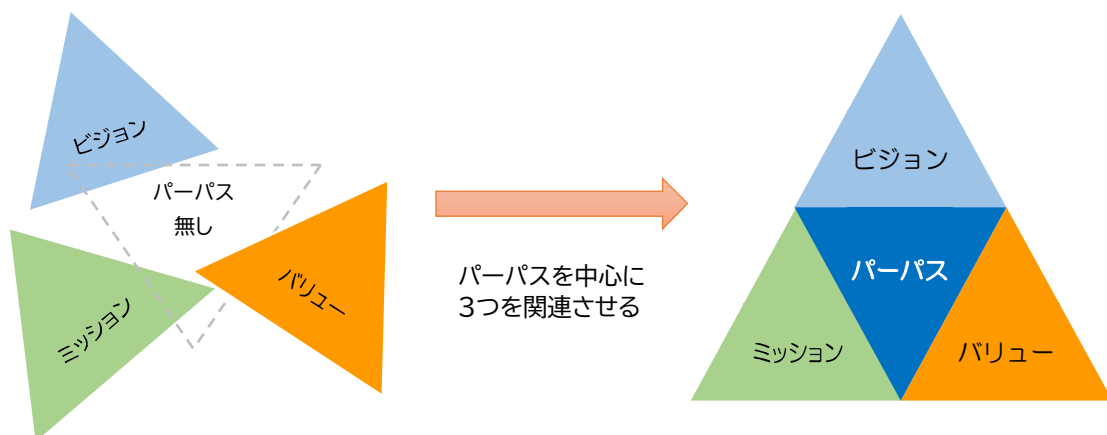 ビジョン
パーパス
無し
バリュー
ミッション
パーパスを中心に
3つを関連させる
ビジョン
パーパス
ミッション
バリュー